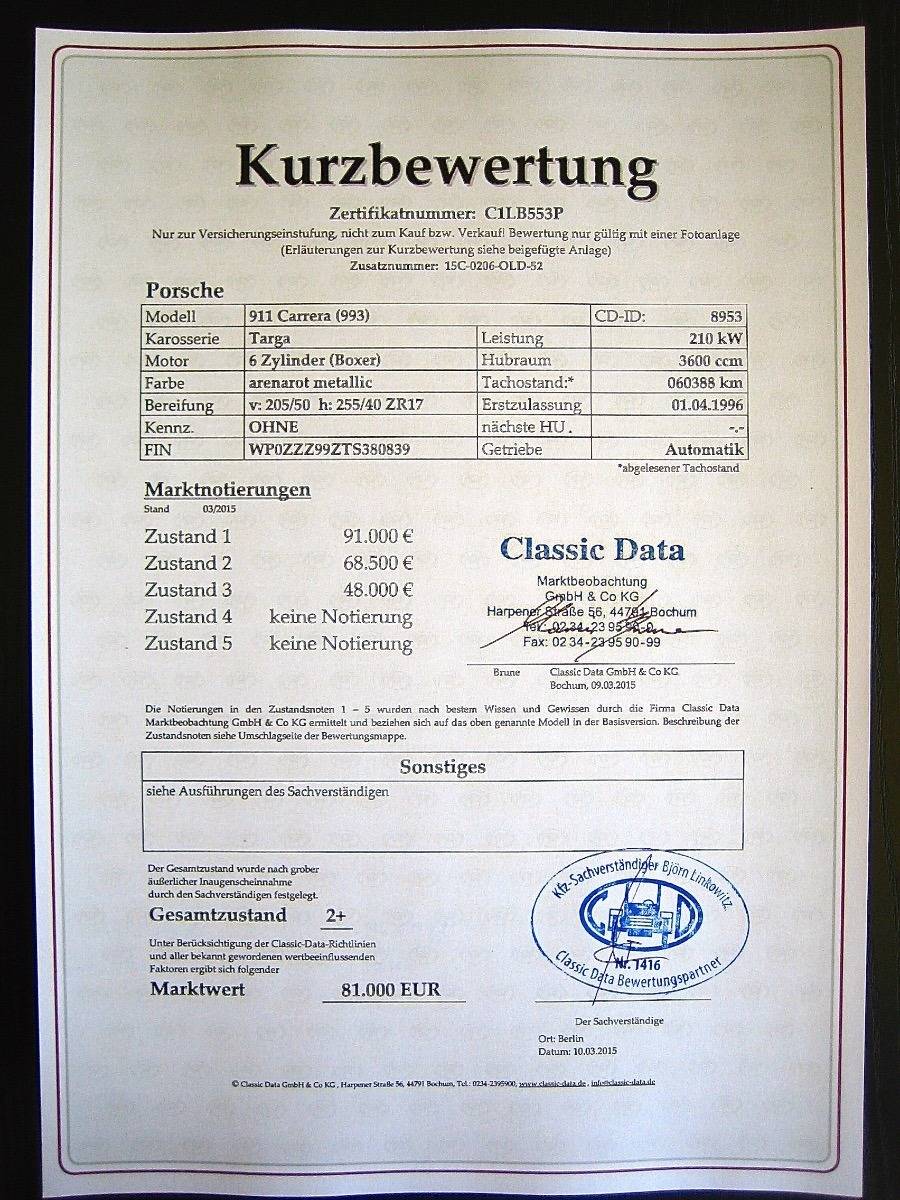 Kurzbewertung
Zertifikatnummer: C1LB553P
Nur zur Versicherungseinstufung, nicht zum Kauf bzw. Verkauf! Bewertung nur gültig mit einer Fotoanlage
(Erläuterungen zur Kurzbewertung siehe beigefügte Anlage)
Zusatznummer: 15C-0206-OLD-52
Porsche
Modell 911 Carrera (993) CD-ID: 8953
Karosserie Targa Leistung 210 kW
Motor 6 Zylinder (Boxer) Hubraum 3600 ccm
Farbe arenarot metallic Tachostand:* 060388 km
Bereifung v: 205/50 h: 255/40 ZR17 Erstzulassung 01.04.1996
Kennz. OHNE nächste HU . -.-
FIN WP0ZZZ99ZTS380839 Getriebe Automatik
*abgelesener Tachostand
Marktnotierungen
Stand 03/2015
Zustand 1 91.000 €
Zustand 2 68.500 €
Zustand 3 48.000 €
Zustand 4 keine Notierung
Zustand 5 keine Notierung
Classic Data
Marktbeobachtung
GmbH & Co KG
Harpener Straße 56, 44791 Bochum
Tel.: 02 34-23 95 90-0
Fax: 02 34-23 95 90-99
Brune Classic Data GmbH & Co KG
Bochum, 09.03.2015
Die Notierungen in den Zustandsnoten 1 – 5 wurden nach bestem Wissen und Gewissen durch die Firma Classic Data
Marktbeobachtung GmbH & Co KG ermittelt und beziehen sich auf das oben genannte Modell in der Basisversion. Beschreibung der
Zustandsnoten siehe Umschlagseite der Bewertungsmappe.
Sonstiges
siehe Ausführungen des Sachverständigen
Der Gesamtzustand wurde nach grober
äußerlicher Inaugenscheinnahme
durch den Sachverständigen festgelegt.
Gesamtzustand 2+
Unter Berücksichtigung der Classic-Data-Richtlinien
und aller bekannt gewordenen wertbeeinflussenden
Faktoren ergibt sich folgender
Marktwert 81.000 EUR
Kfz-Sachverständiger Björn Linkowitz
CD
Nr. 1416
Classic Data Bewertungspartner
Der Sachverständige
Ort: Berlin
Datum: 10.03.2015
© Classic Data GmbH & Co KG , Harpener Straße 56, 44791 Bochum, Tel.: 0234-2395900, www.classic-data.de , info@classic-data.de